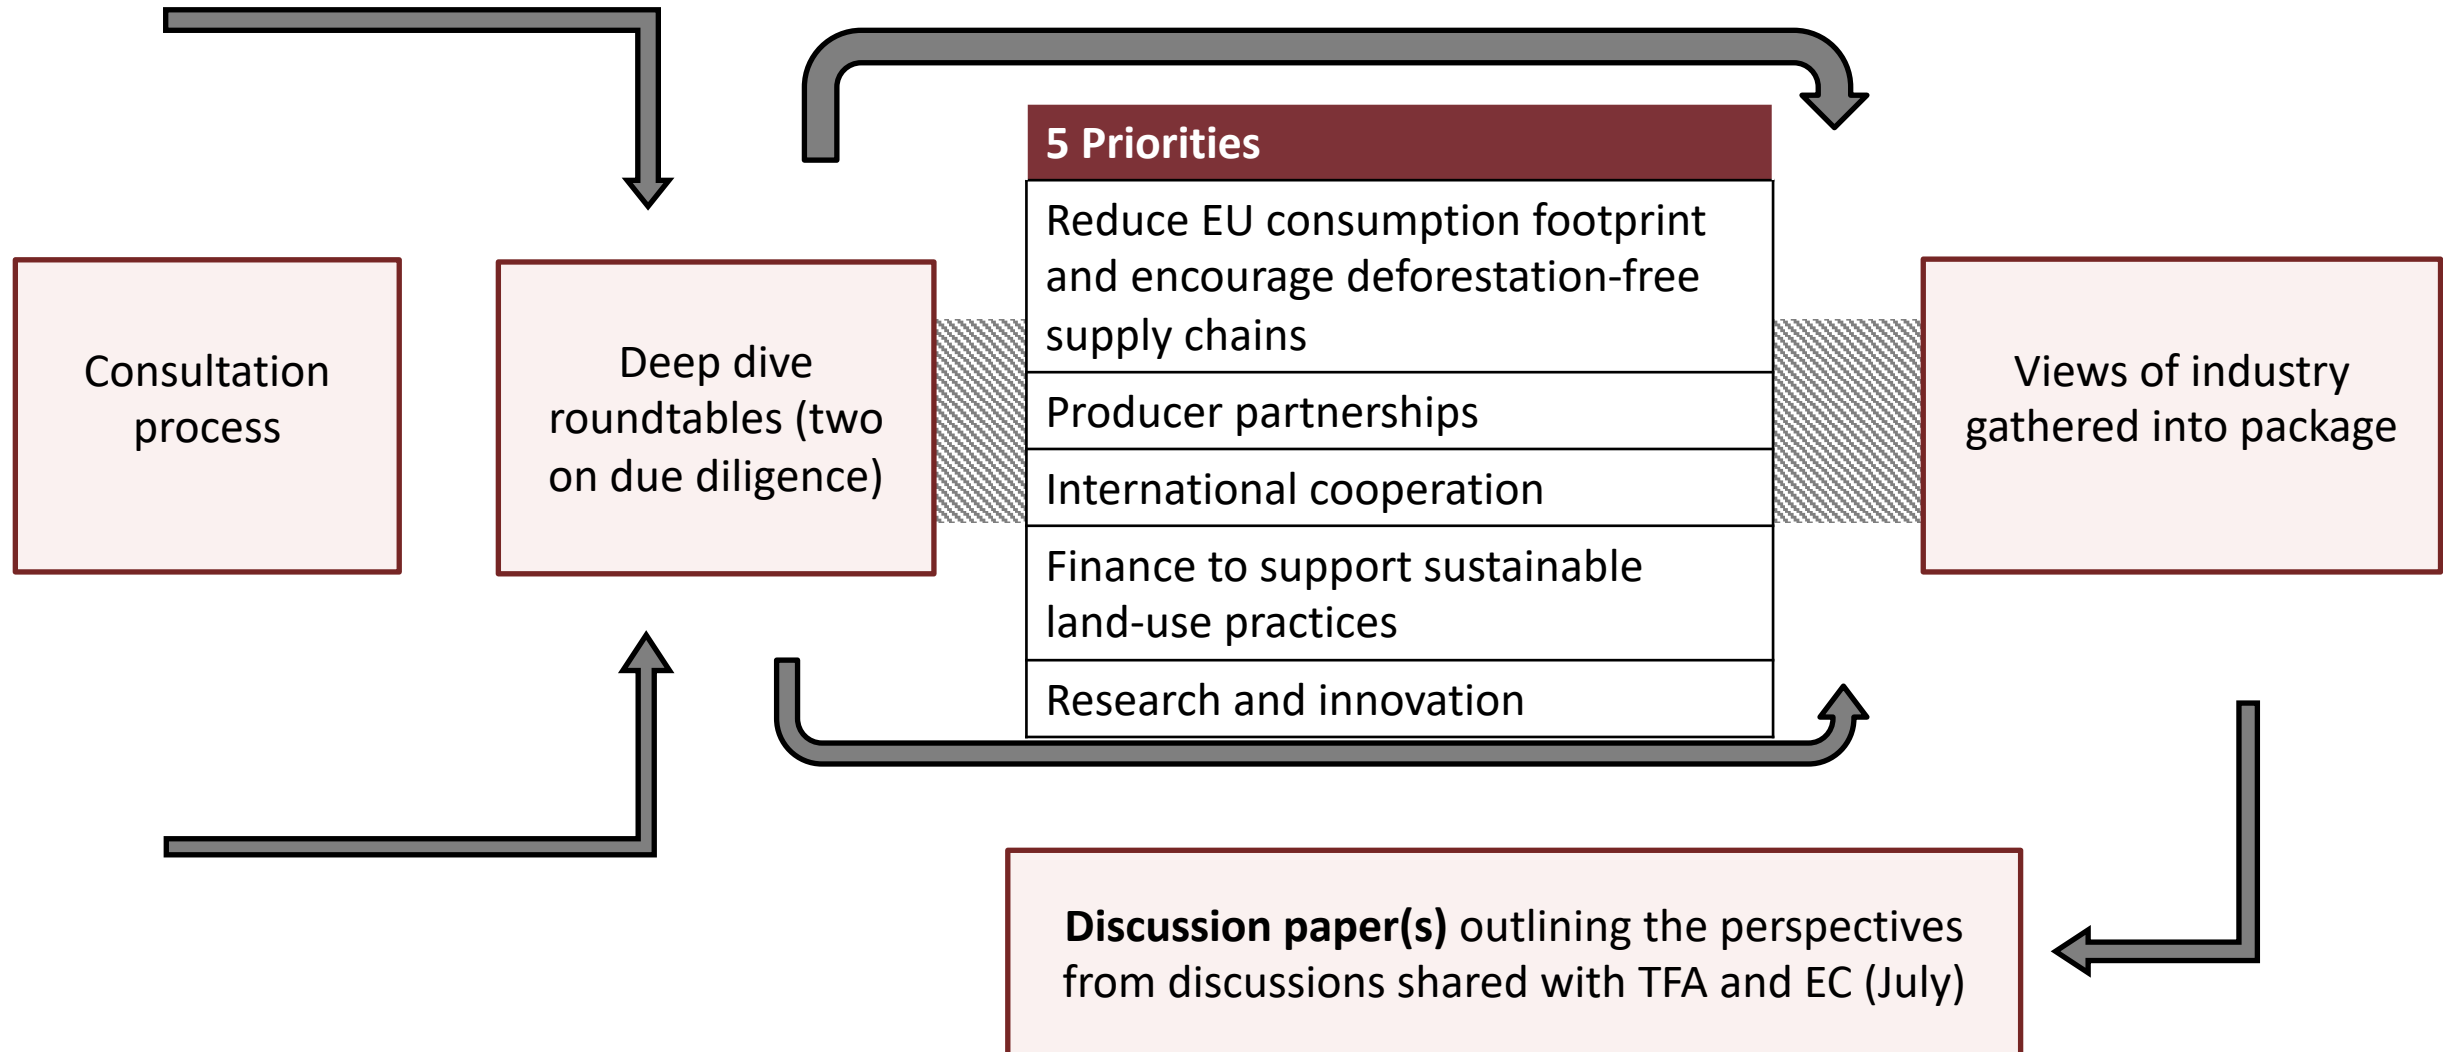 Consultation
process
Deep dive
roundtables (two
on due diligence)
5 Priorities
Reduce EU consumption footprint
and encourage deforestation-free
supply chains
Producer partnerships
International cooperation
Finance to support sustainable
land-use practices
Research and innovation
Views of industry
gathered into package
Discussion paper(s) outlining the perspectives
from discussions shared with TFA and EC (July)